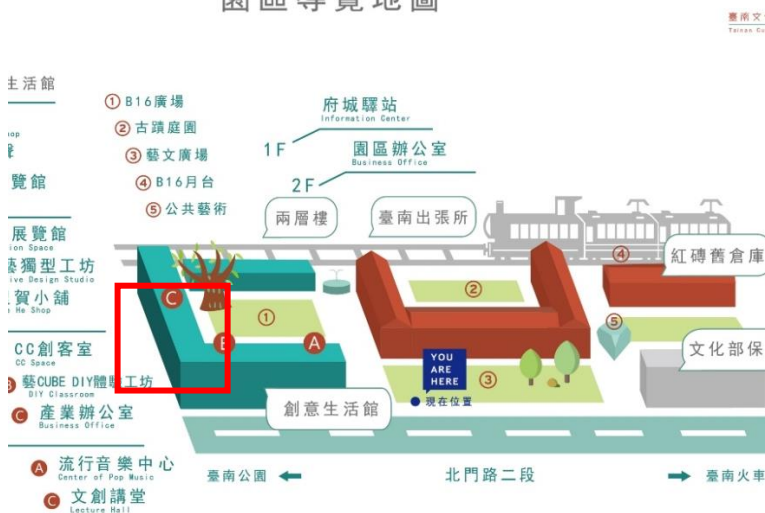 園區導覽地圖
臺南文
Tainan Cu
生活館
① B16廣場
② 古蹟庭園
③ 藝文廣場
④ B16月台
⑤ 公共藝術
府城驛站
Information Center
1F
園區辦公室
Business Office
2F
兩層樓
臺南出張所
覽館
展覽館
ion Space
藝獨型工坊
ive Design Studio
賀小舖
He Shop
紅磚舊倉庫
④
②
C
①
B
A
⑤
CC創客室
CC Space
藝CUBE DIY體驗工坊
DIY Classroom
C 產業辦公室
Business Office
文化部保
YOU
ARE
HERE
現在位置
③
創意生活館
A 流行音樂中心
Center of Pop Music
C 文創講堂
Lecture Hall
臺南公園
北門路二段
臺南火車